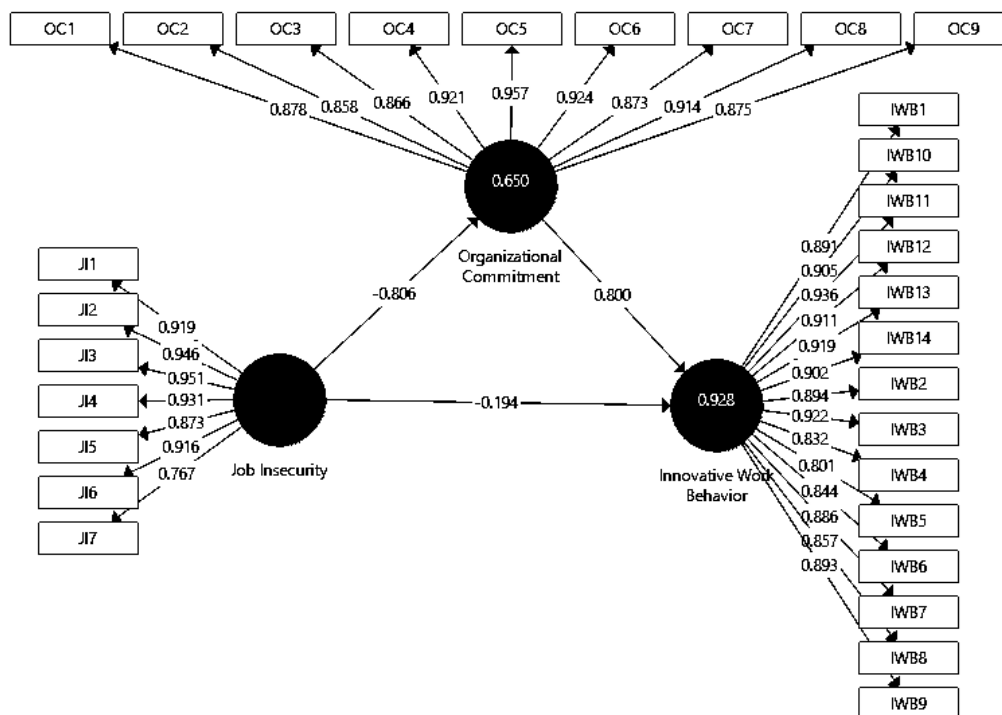 OC1 OC2 OC3 OC4 OC5 OC6 OC7 OC8 OC9
0.878 0.858 0.866 0.921 0.957 0.924 0.873 0.914 0.875
0.650
Organizational
Commitment
-0.806
0.800
JI1
JI2
JI3
JI4
JI5
JI6
JI7
0.919
0.946
0.951
0.931
0.873
0.916
0.767
Job Insecurity
-0.194
0.928
Innovative Work
Behavior
0.891
0.905
0.936
0.911
0.919
0.902
0.894
0.922
0.832
0.801
0.844
0.886
0.857
0.893
IWB1
IWB10
IWB11
IWB12
IWB13
IWB14
IWB2
IWB3
IWB4
IWB5
IWB6
IWB7
IWB8
IWB9